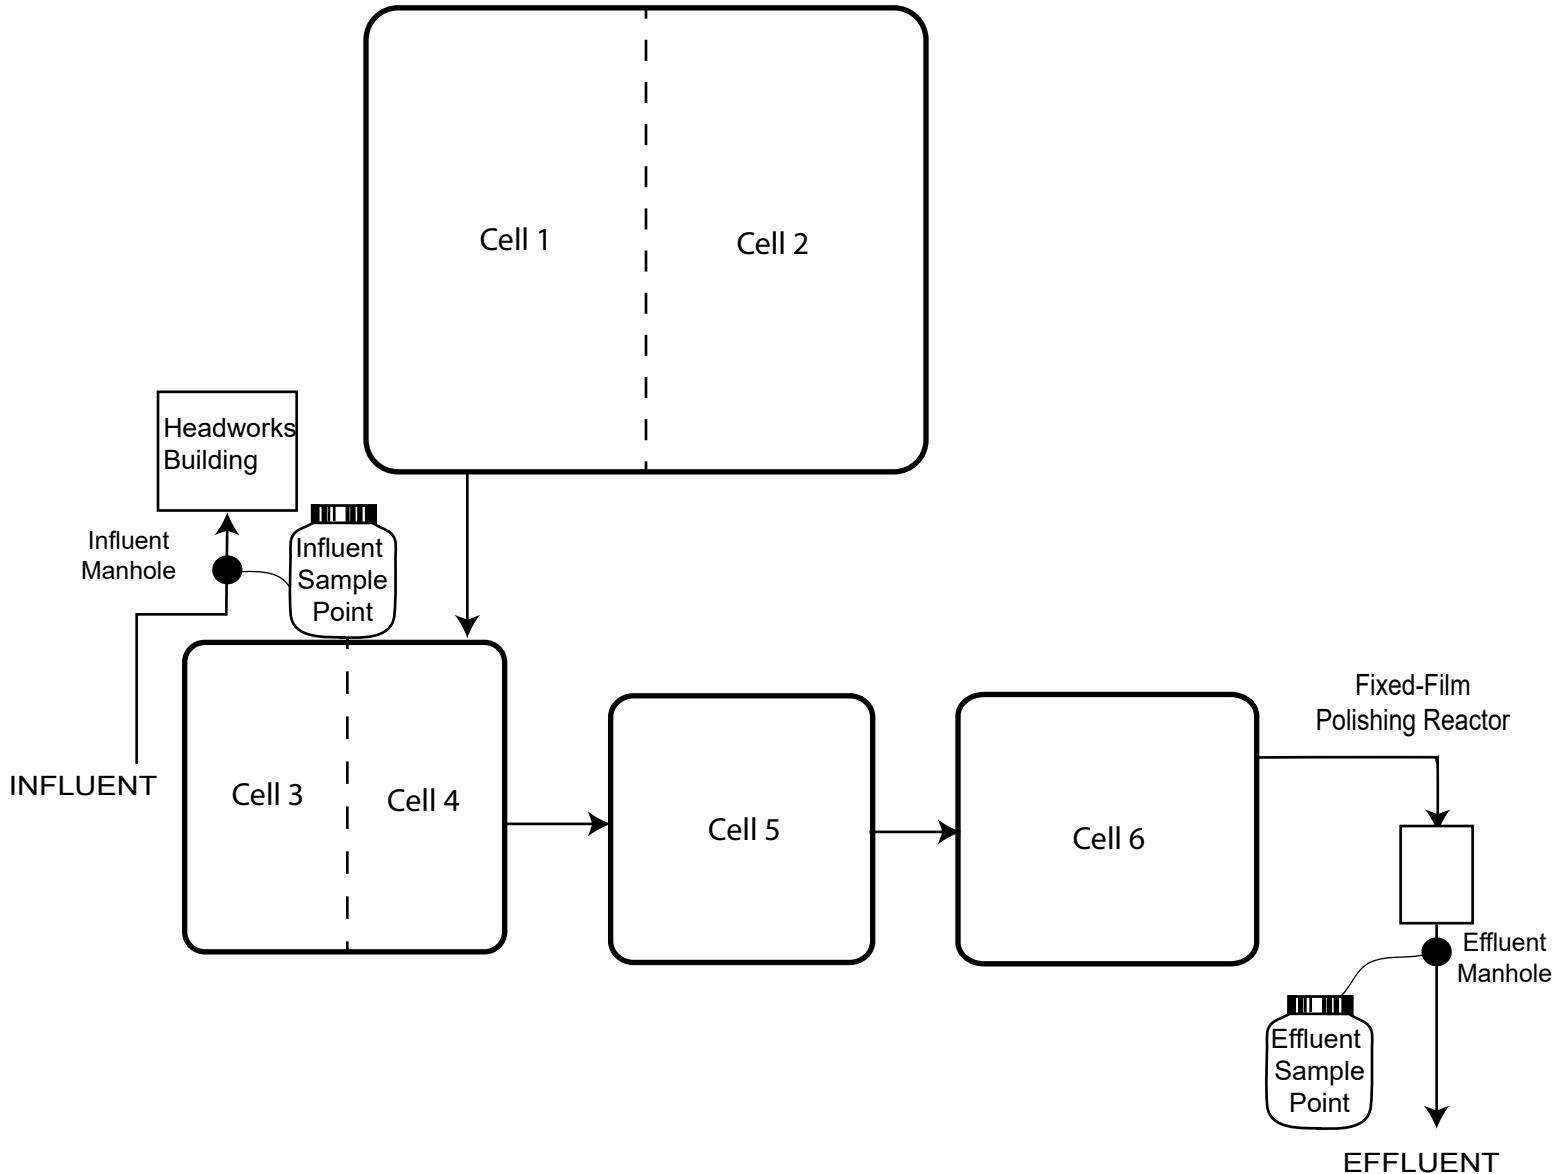 Cell 1
Cell 2
Headworks
Building
Influent
Manhole
Influent
Sample
Point
INFLUENT
Cell 3
Cell 4
Cell 5
Cell 6
Fixed-Film
Polishing Reactor
Effluent
Manhole
Effluent
Sample
Point
EFFLUENT